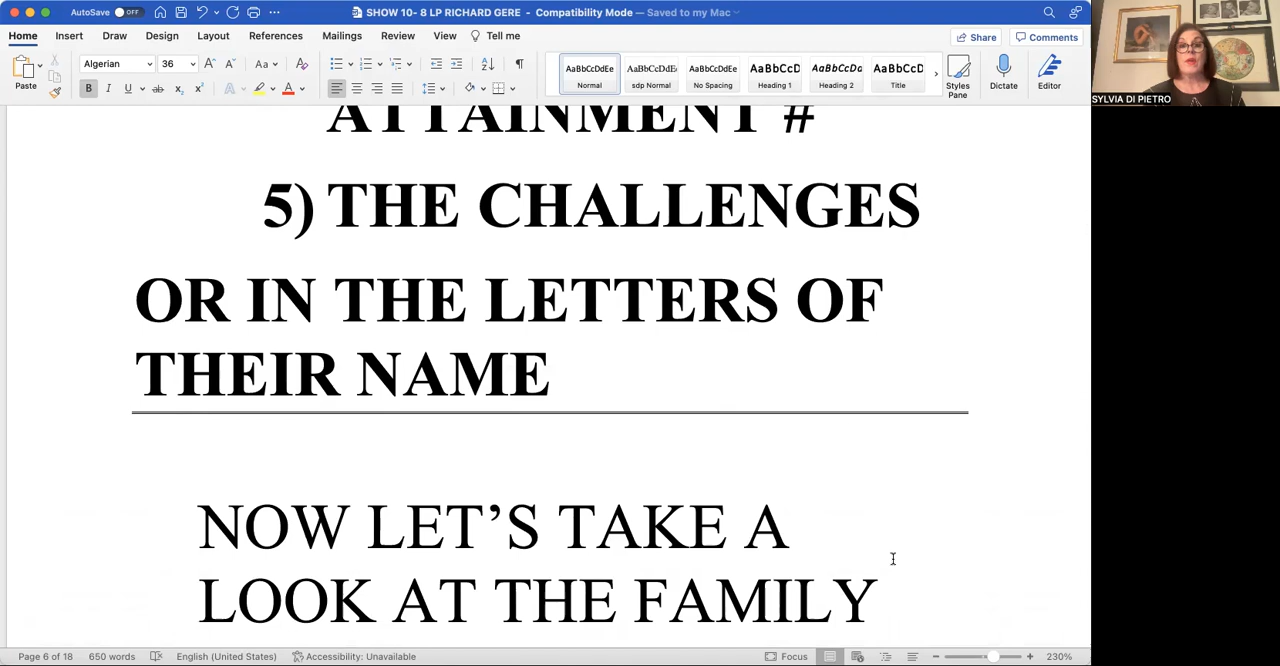 AutoSave OFF
SHOW 10- 8 LP RICHARD GERE - Compatibility Mode — Saved to my Mac
Home Insert Draw Design Layout References Mailings Review View Tell me
Share Comments
Paste
Algerian 36
AaBbCcDdEe AaBbCcDdE AaBbCcDdEe AaBbCcD AaBbCcDd AaBbCcD
Normal sdp Normal No Spacing Heading 1 Heading 2 Title
Styles Pane Dictate Editor
SYLVIA DI PIETRO
ATTAINMENT #
5) THE CHALLENGES
OR IN THE LETTERS OF
THEIR NAME
NOW LET’S TAKE A
LOOK AT THE FAMILY
Page 6 of 18 650 words English (United States) Accessibility: Unavailable Focus 230%